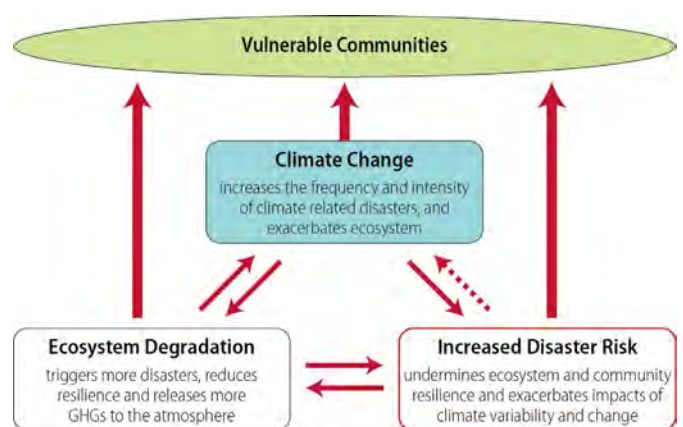 Vulnerable Communities
Climate Change
increases the frequency and intensity
of climate related disasters, and
exacerbates ecosystem
Ecosystem Degradation
triggers more disasters, reduces
resilience and releases more
GHGs to the atmosphere
Increased Disaster Risk
undermines ecosystem and community
resilience and exacerbates impacts of
climate variability and change